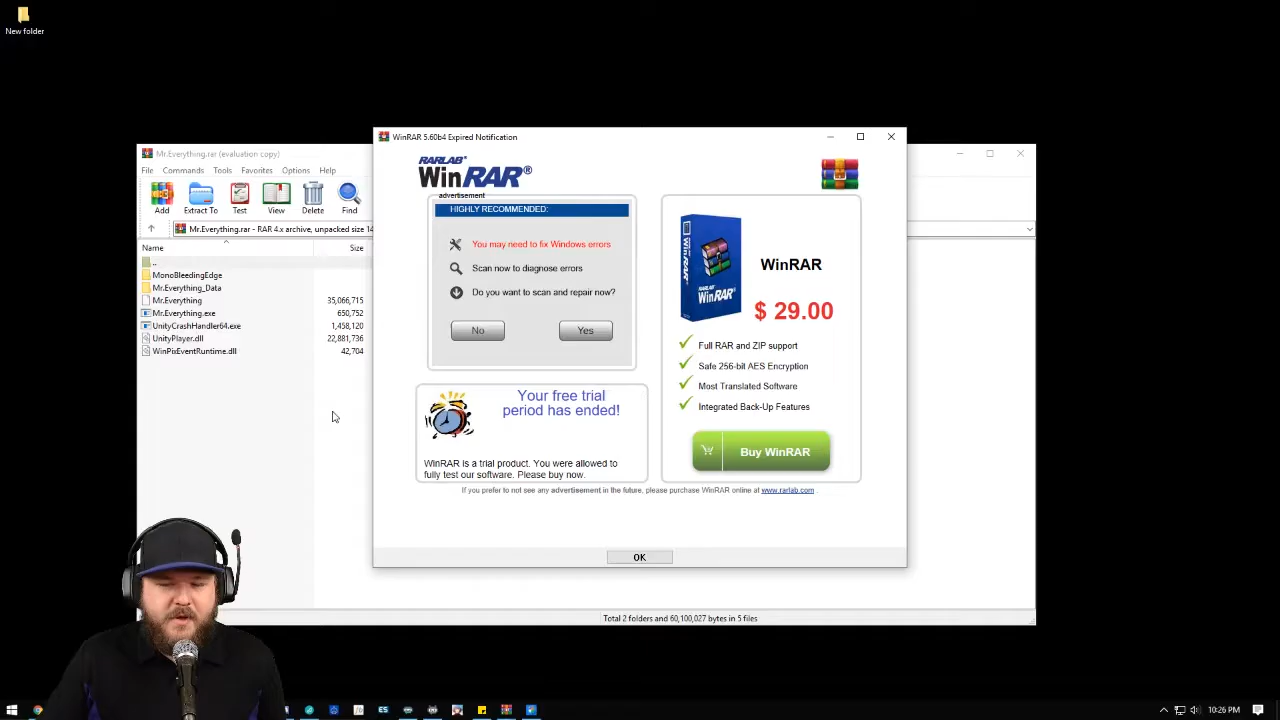 New folder
WinRAR 5.60b4 Expired Notification
Mr.Everything.rar (evaluation copy)
File Commands Tools Favorites Options Help
Add Extract To Test View Delete Find
Mr.Everything.rar - RAR 4.x archive, unpacked size 14
Name Size
..
MonoBleedingEdge
Mr.Everything_Data
Mr.Everything 35,066,715
Mr.Everything.exe 650,752
UnityCrashHandler64.exe 1,458,120
UnityPlayer.dll 22,881,736
WinPixEventRuntime.dll 42,704
RARLAB®
WinRAR®
advertisement
HIGHLY RECOMMENDED:
You may need to fix Windows errors
Scan now to diagnose errors
Do you want to scan and repair now?
No Yes
Your free trial
period has ended!
WinRAR is a trial product. You were allowed to
fully test our software. Please buy now.
WinRAR
WinRAR
WinRAR
$ 29.00
Full RAR and ZIP support
Safe 256-bit AES Encryption
Most Translated Software
Integrated Back-Up Features
Buy WinRAR
If you prefer to not see any advertisement in the future, please purchase WinRAR online at www.rarlab.com .
OK
Total 2 folders and 60,100,027 bytes in 5 files
ES
10:26 PM